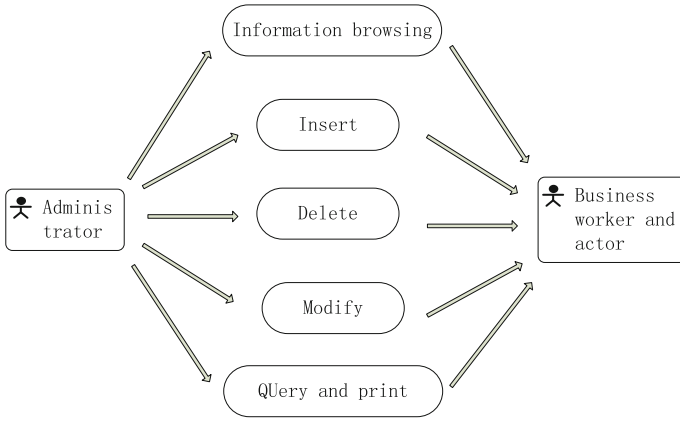 Information browsing
Insert
Adminis
trator
Delete
Business
worker and
actor
Modify
QUery and print